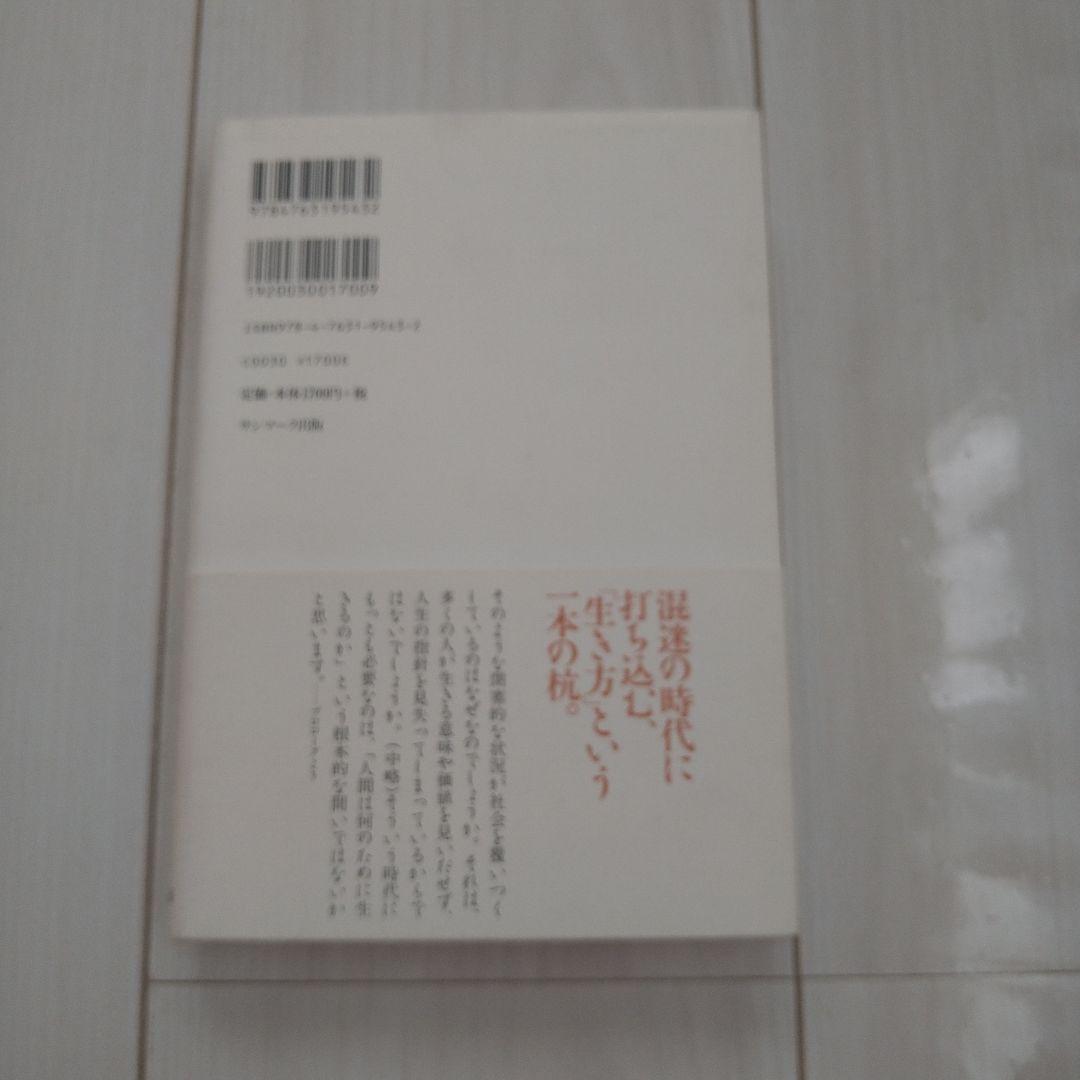 9784763195432
1920030017009
ISBN978-4-7631-9543-2
C0030 ¥1700E
定価=本体1700円+税
サンマーク出版
混迷の時代に
打ち込む、
「生き方」という
一本の杭。
そのような閉塞的な状況が社会を覆いつく
しているのはなぜなのでしょうか。それは、
多くの人が生きる意味や価値を見いだせず、
人生の指針を見失ってしまっているからで
はないでしょうか。(中略)そういう時代に
もっとも必要なのは、「人間は何のために生
きるのか」という根本的な問いではないか
と思います。――プロローグより